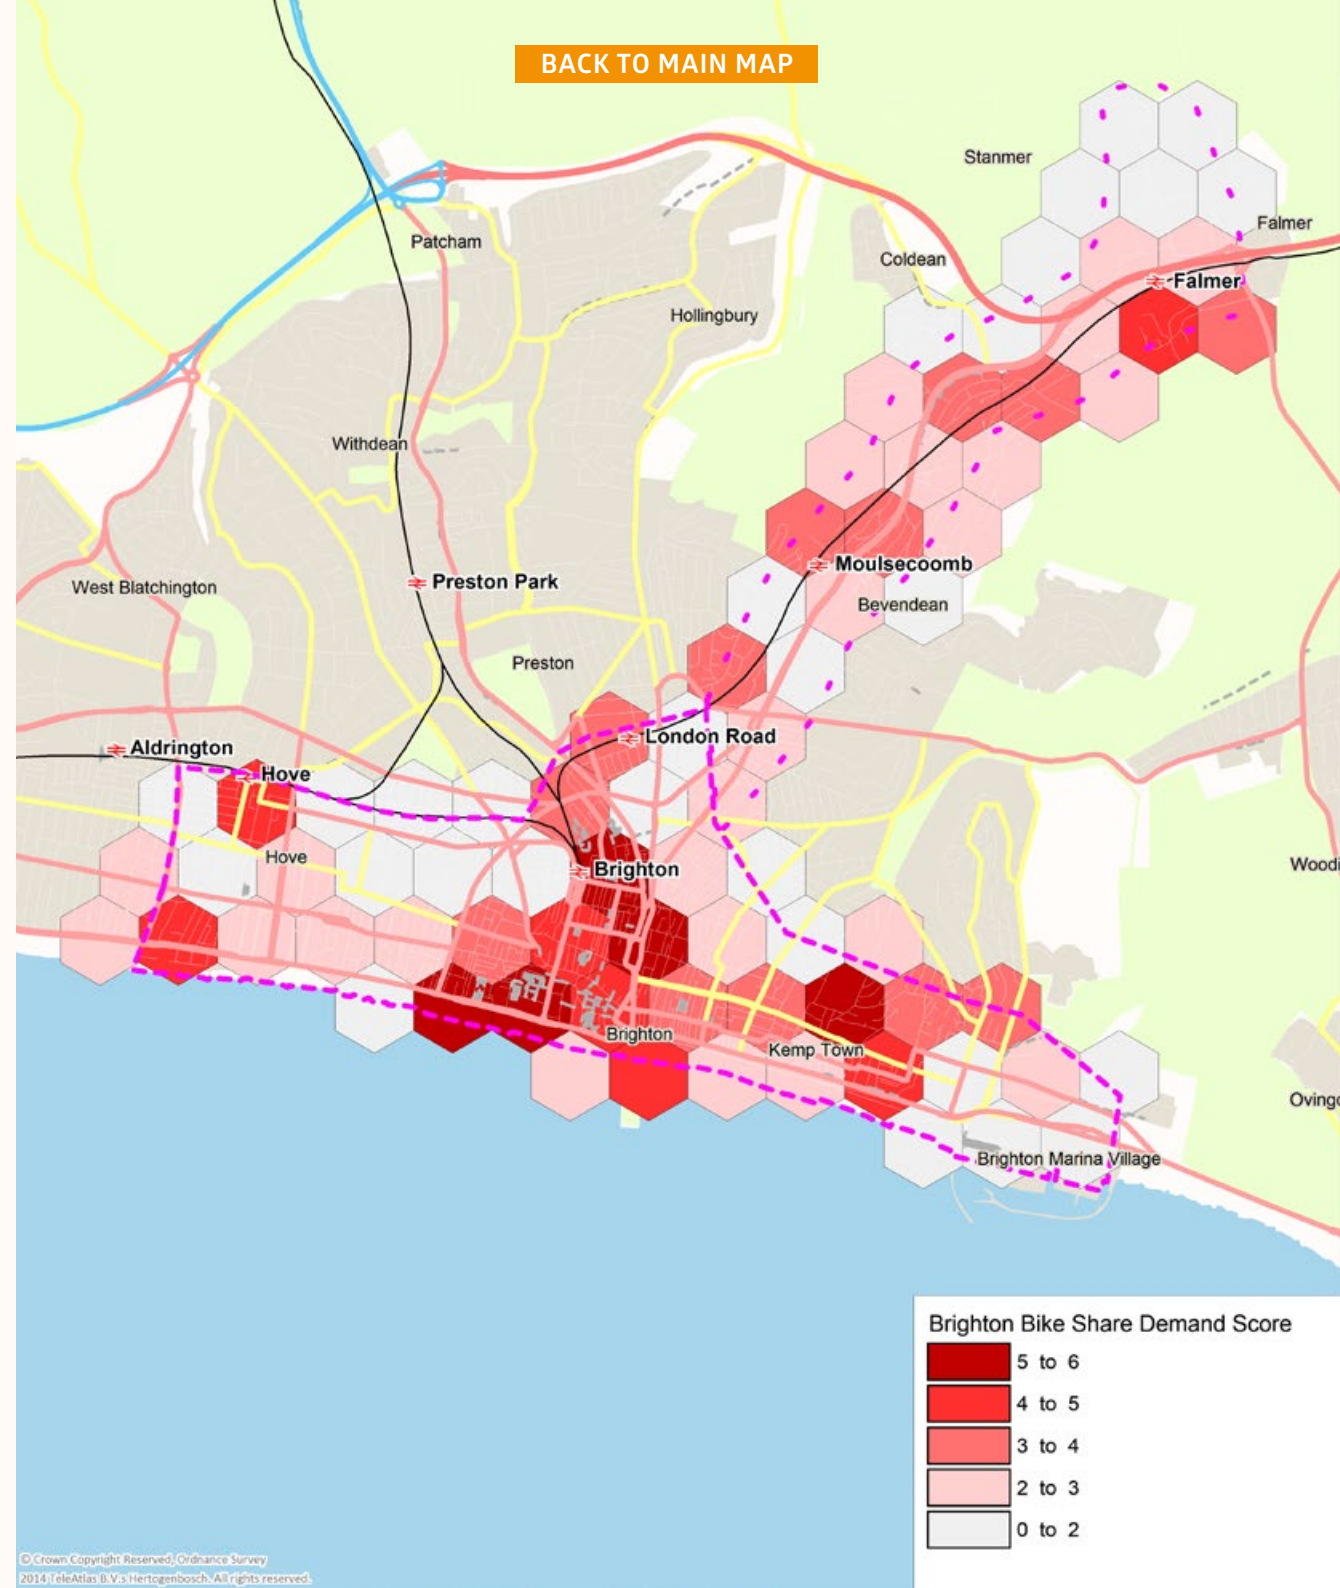 BACK TO MAIN MAP
Stanmer
Falmer
Patcham
Coldean
Falmer
Hollingbury
Withdean
Moulsecoomb
Preston Park
West Blatchington
Bevendean
Preston
London Road
Aldrington
Hove
Hove
Brighton
Woodi
Brighton
Kemp Town
Ovingd
Brighton Marina Village
Brighton Bike Share Demand Score
5 to 6
4 to 5
3 to 4
2 to 3
0 to 2
© Crown Copyright Reserved, Ordnance Survey
2014 TeleAtlas B.V.s Hertogenbosch. All rights reserved.